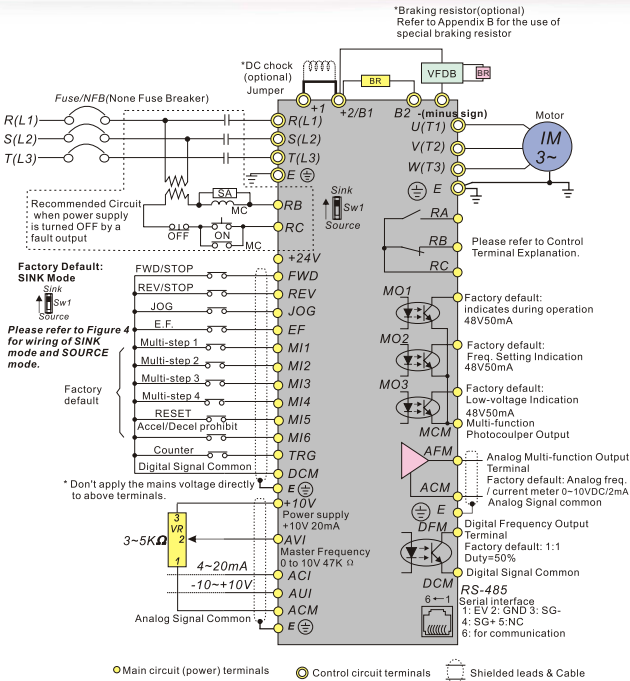 *Braking resistor(optional)
Refer to Appendix B for the use of
special braking resistor
*DC chock
(optional)
Jumper
BR
VFDB
BR
Fuse/NFB(None Fuse Breaker)
+1
+2/B1
B2
-(minus sign)
Motor
R(L1)
S(L2)
T(L3)
R(L1)
S(L2)
T(L3)
E
U(T1)
V(T2)
W(T3)
E
IM
3~
Recommended Circuit
when power supply
is turned OFF by a
fault output
SA
MC
OFF
ON
MC
RB
RC
Sink
Sw1
Source
RA
RB
RC
Please refer to Control
Terminal Explanation.
Factory Default:
SINK Mode
Sink
Sw1
Source
Please refer to Figure 4
for wiring of SINK
mode and SOURCE
mode.
Factory
default
FWD/STOP
REV/STOP
JOG
E.F.
Multi-step 1
Multi-step 2
Multi-step 3
Multi-step 4
RESET
Accel/Decel prohibit
Counter
Digital Signal Common
+24V
FWD
REV
JOG
EF
MI1
MI2
MI3
MI4
MI5
MI6
TRG
DCM
E
* Don't apply the mains voltage directly
to above terminals.
MO1
Factory default:
indicates during operation
48V50mA
MO2
Factory default:
Freq. Setting Indication
48V50mA
MO3
Factory default:
Low-voltage Indication
48V50mA
MCM
Multi-function
Photocoulper Output
AFM
Analog Multi-function Output
Terminal
Factory default: Analog freq.
/ current meter 0~10VDC/2mA
ACM
Analog Signal common
E
DFM
Digital Frequency Output
Terminal
Factory default: 1:1
Duty=50%
DCM
Digital Signal Common
3~5KΩ
3
VR
2
1
+10V
Power supply
+10V 20mA
AVI
Master Frequency
0 to 10V 47K Ω
4~20mA
ACI
-10~+10V
AUI
ACM
Analog Signal Common
E
RS-485
Serial interface
6←1
1: EV 2: GND 3: SG-
4: SG+ 5:NC
6: for communication
Main circuit (power) terminals
Control circuit terminals
Shielded leads & Cable